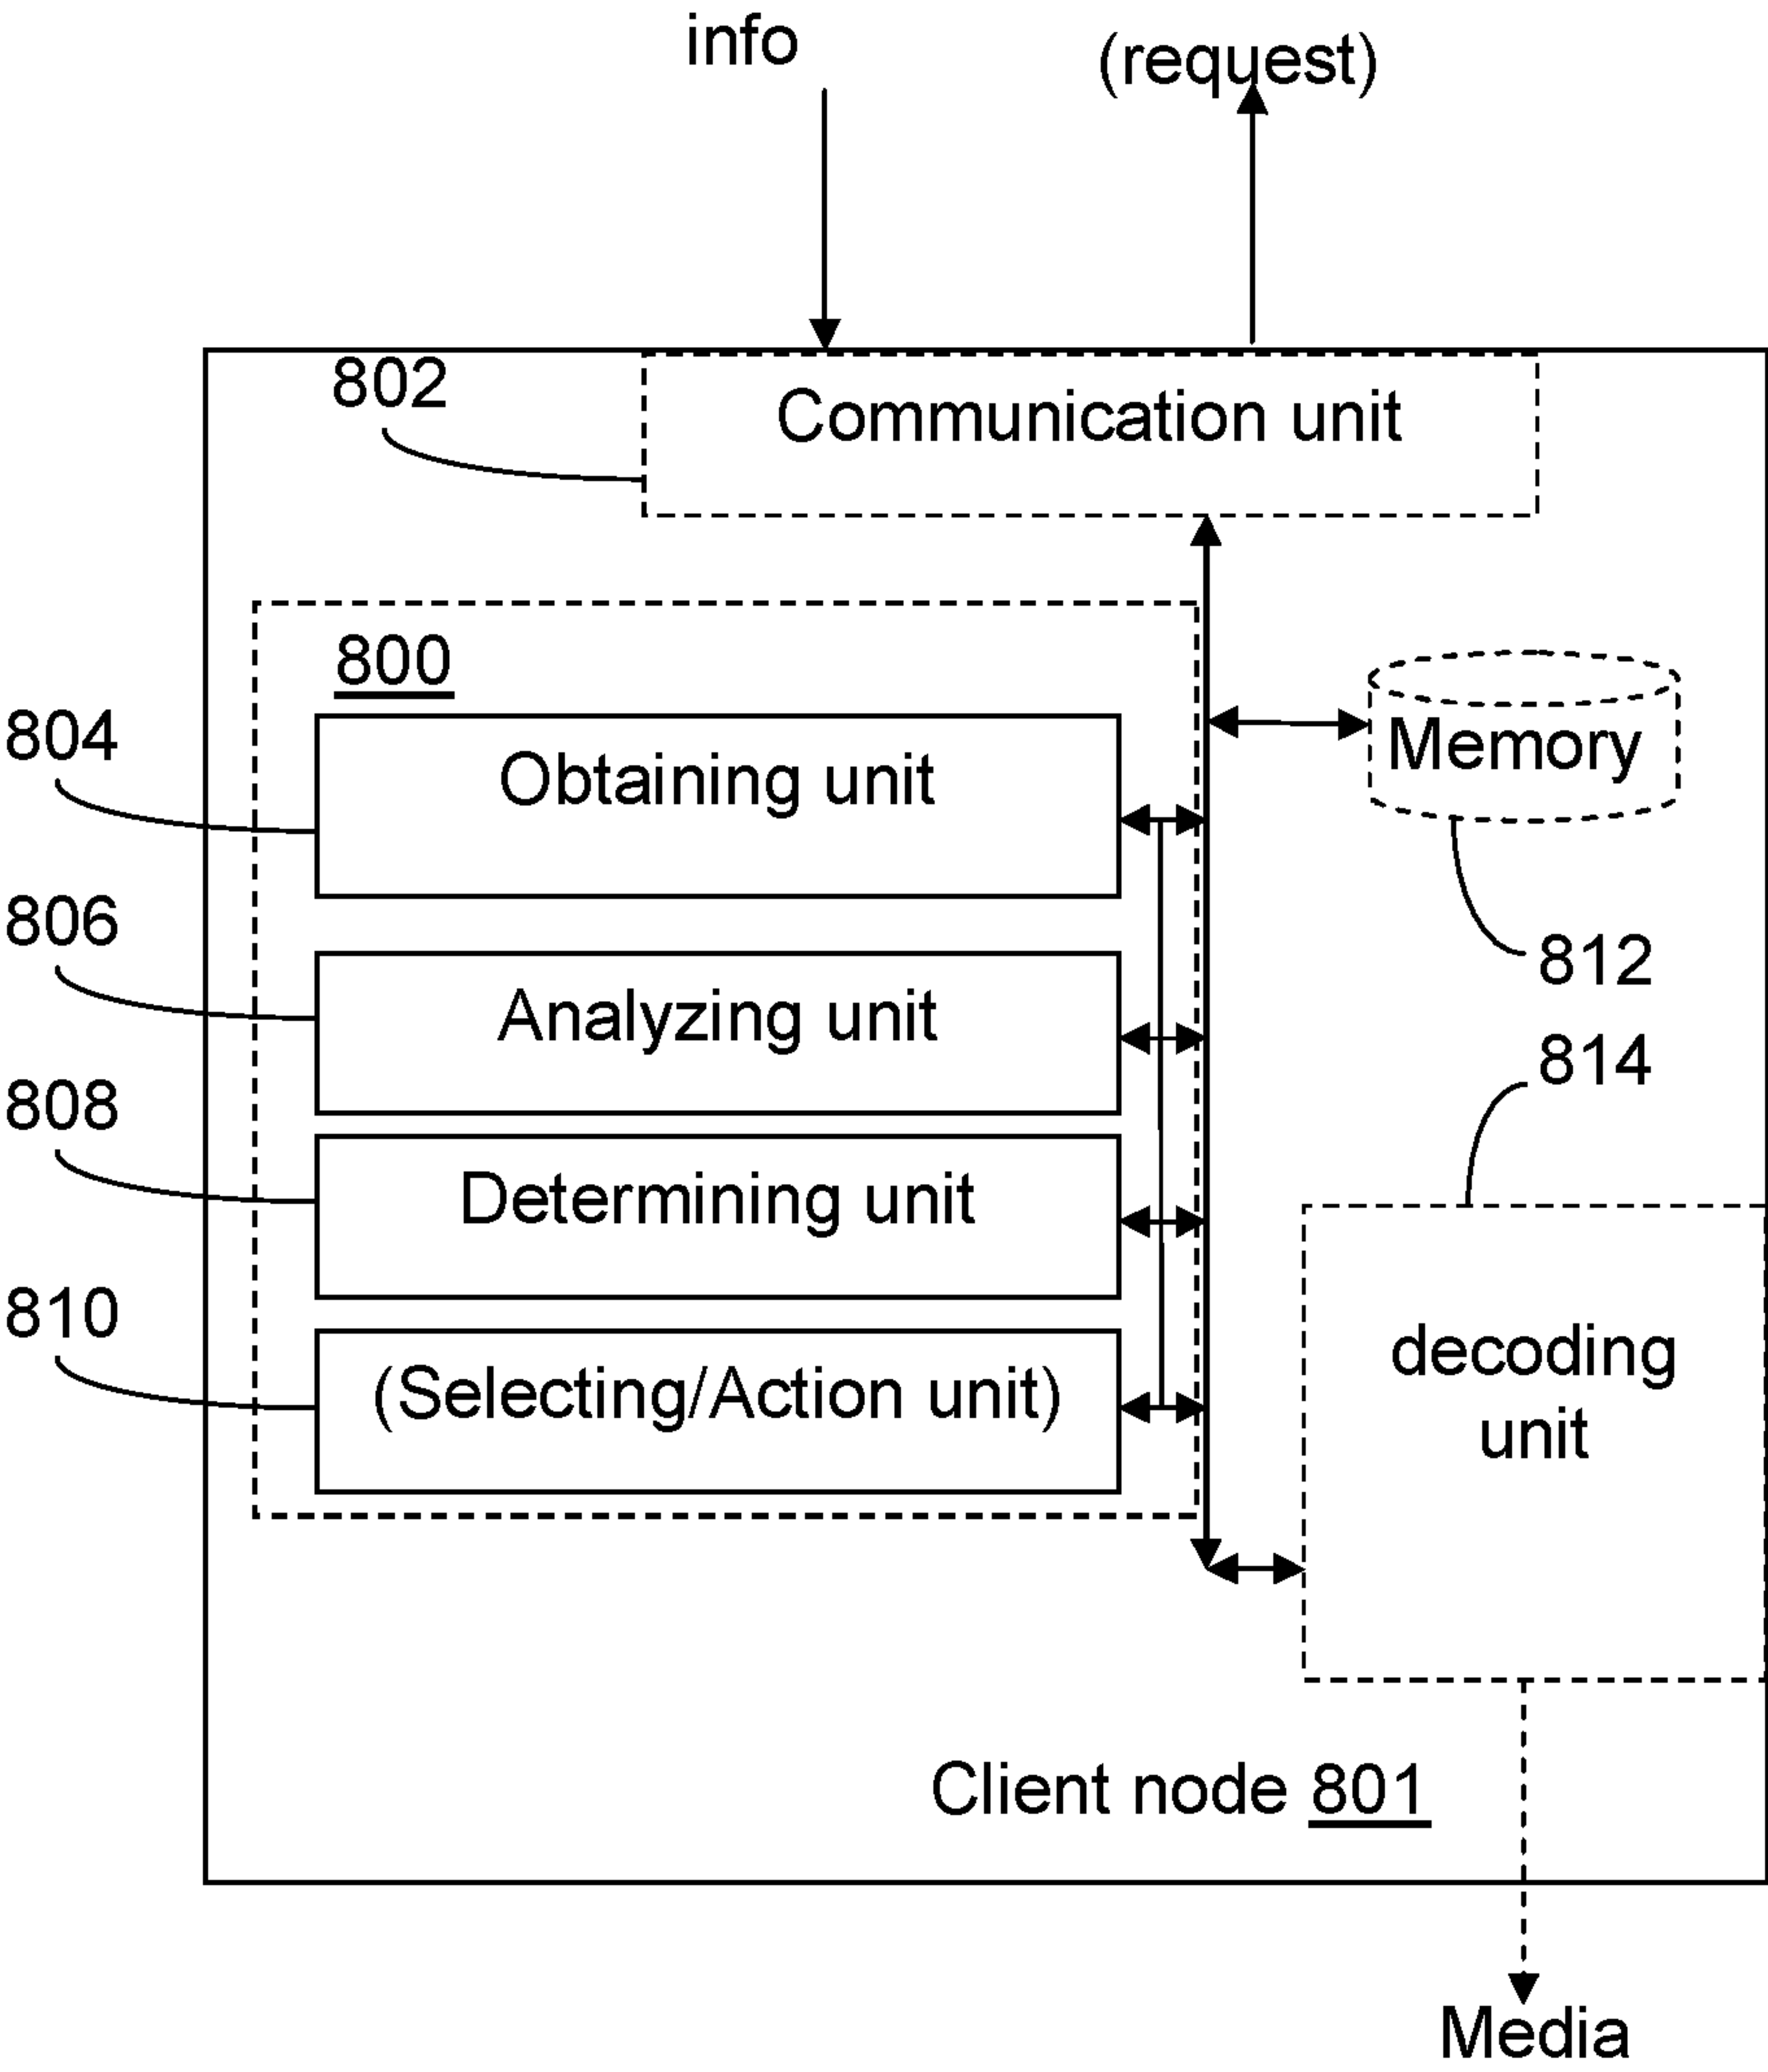 info
(request)
802
Communication unit
800
804
Obtaining unit
Memory
806
Analyzing unit
812
814
808
Determining unit
810
(Selecting/Action unit)
decoding
unit
Client node 801
Media